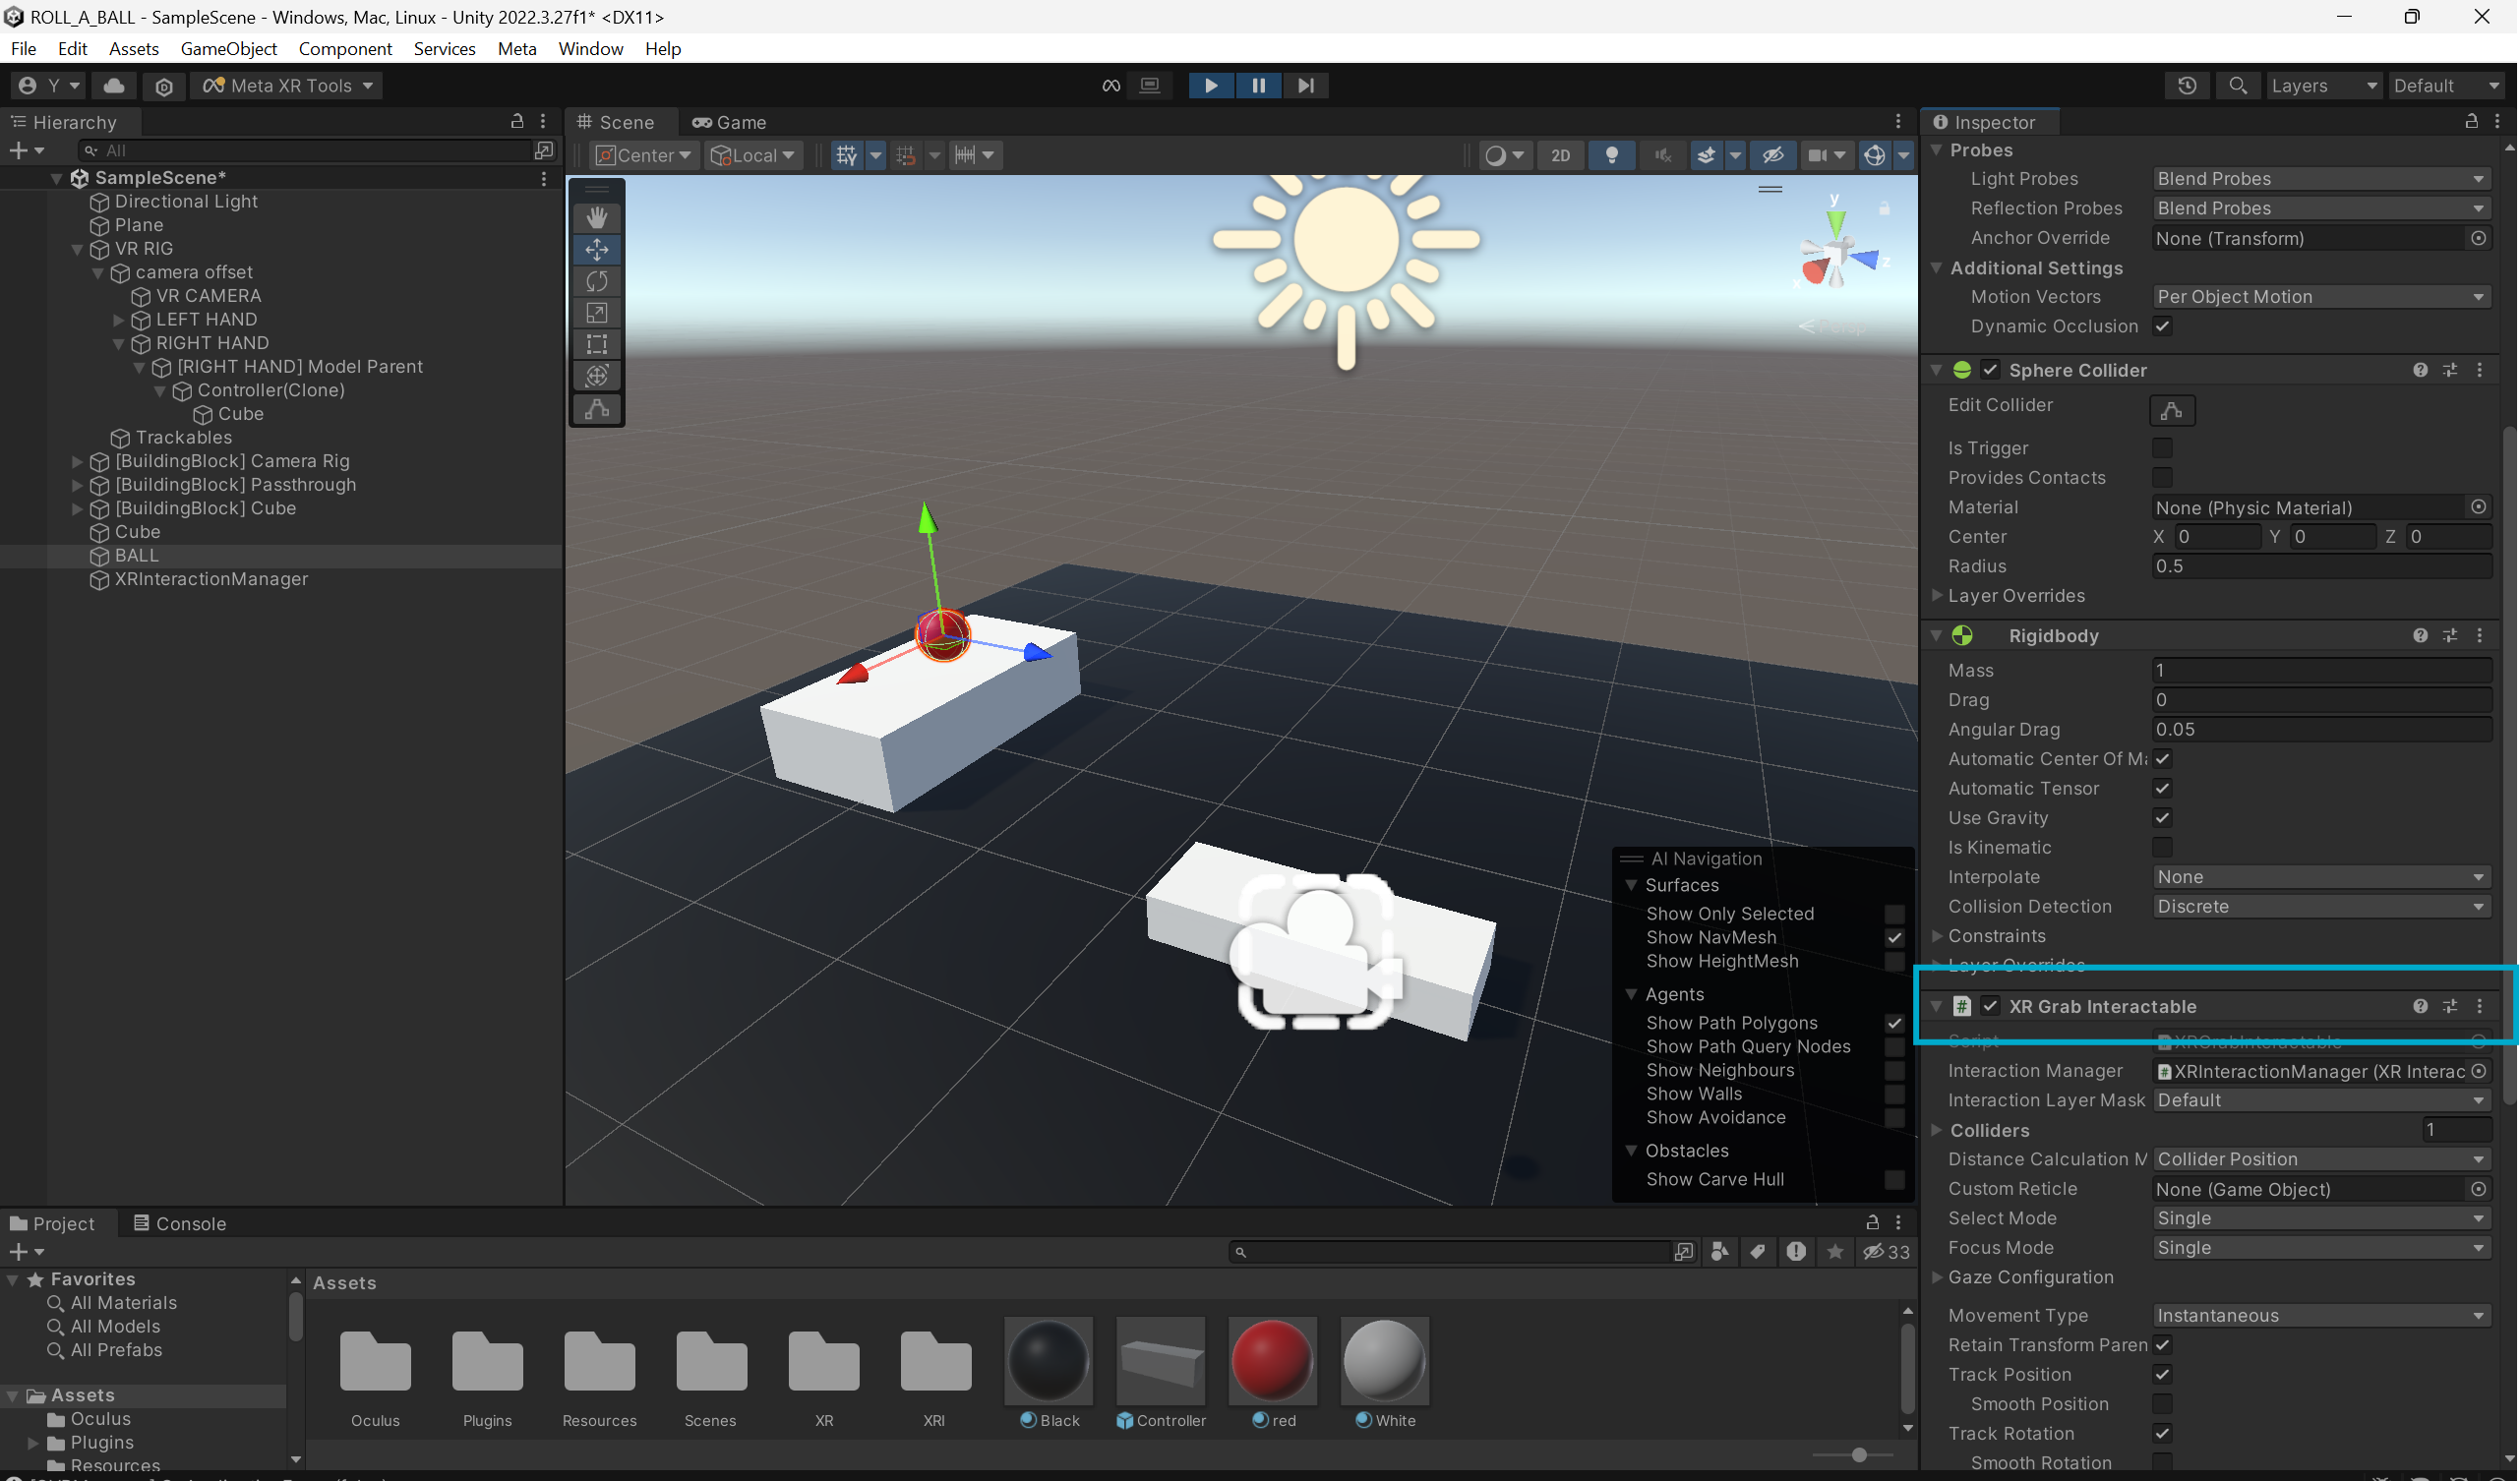 ROLL_A_BALL - SampleScene - Windows, Mac, Linux - Unity 2022.3.27f1* <DX11>
File Edit Assets GameObject Component Services Meta Window Help
Y Meta XR Tools Layers Default
Hierarchy
All
SampleScene*
Directional Light
Plane
VR RIG
camera offset
VR CAMERA
LEFT HAND
RIGHT HAND
[RIGHT HAND] Model Parent
Controller(Clone)
Cube
Trackables
[BuildingBlock] Camera Rig
[BuildingBlock] Passthrough
[BuildingBlock] Cube
Cube
BALL
XRInteractionManager
Scene Game
Center Local 2D
y
z
x
Persp
AI Navigation
Surfaces
Show Only Selected
Show NavMesh
Show HeightMesh
Agents
Show Path Polygons
Show Path Query Nodes
Show Neighbours
Show Walls
Show Avoidance
Obstacles
Show Carve Hull
Inspector
Probes
Light Probes Blend Probes
Reflection Probes Blend Probes
Anchor Override None (Transform)
Additional Settings
Motion Vectors Per Object Motion
Dynamic Occlusion
Sphere Collider
Edit Collider
Is Trigger
Provides Contacts
Material None (Physic Material)
Center X 0 Y 0 Z 0
Radius 0.5
Layer Overrides
Rigidbody
Mass 1
Drag 0
Angular Drag 0.05
Automatic Center Of Ma
Automatic Tensor
Use Gravity
Is Kinematic
Interpolate None
Collision Detection Discrete
Constraints
Layer Overrides
# XR Grab Interactable
Script XRGrabInteractable
Interaction Manager XRInteractionManager (XR Interac
Interaction Layer Mask Default
Colliders 1
Distance Calculation M Collider Position
Custom Reticle None (Game Object)
Select Mode Single
Focus Mode Single
Gaze Configuration
Movement Type Instantaneous
Retain Transform Paren
Track Position
Smooth Position
Track Rotation
Smooth Rotation
Project Console
33
Favorites
All Materials
All Models
All Prefabs
Assets
Oculus
Plugins
Resources
Assets
Oculus Plugins Resources Scenes XR XRI Black Controller red White